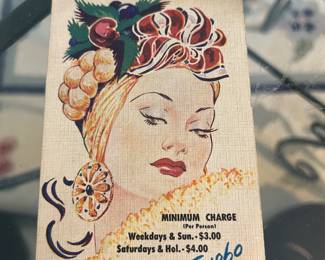 MINIMUM CHARGE
(Per Person)
Weekdays & Sun. - $3.00
Saturdays & Hol. - $4.00